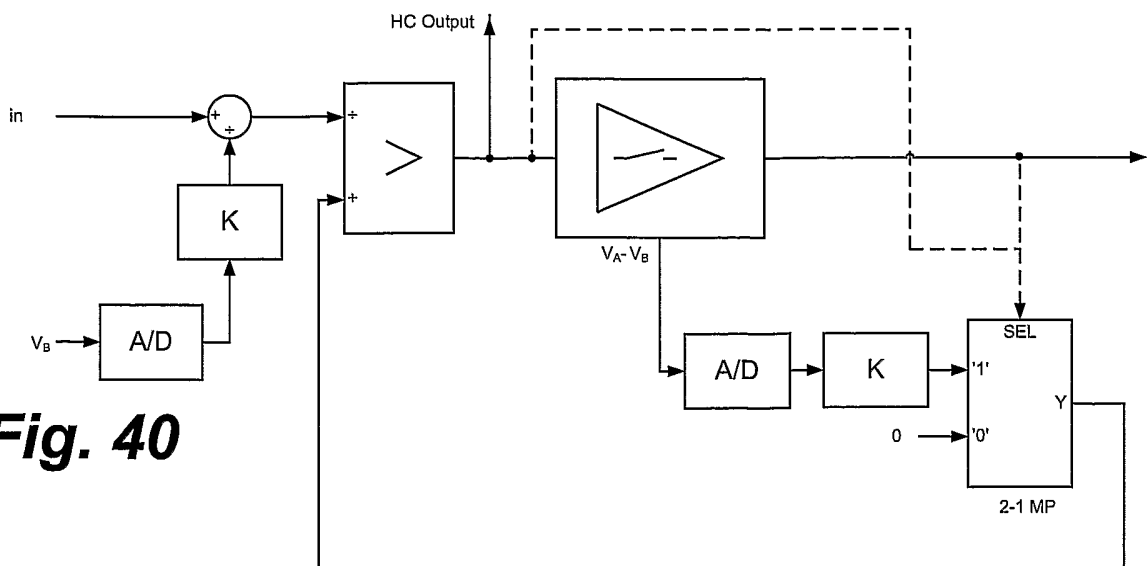 HC Output
in
+
÷
÷
>
÷
K
V_A- V_B
V_B
A/D
A/D
K
SEL
'1'
Y
0
'0'
2-1 MP
Fig. 40